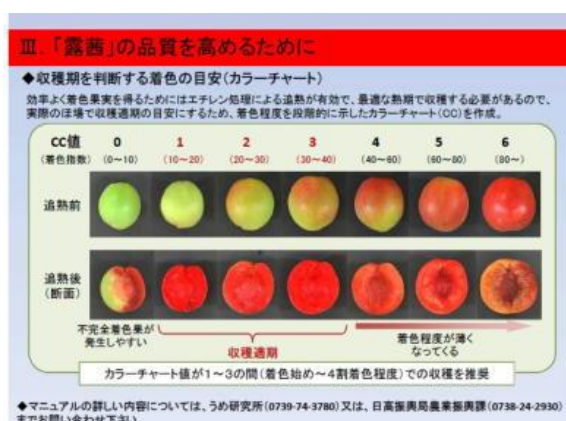 Ⅲ.「露茜」の品質を高めるために
◆収穫期を判断する着色の目安(カラーチャート)
効率よく着色果実を得るためにはエチレン処理による追熟が有効で、最適な熟期で収穫する必要があるので、
実際のほ場で収穫適期の目安にするため、着色程度を段階的に示したカラーチャート(CC)を作成。
CC値 0 1 2 3 4 5 6
(着色指数) (0~10) (10~20) (20~30) (30~40) (40~60) (60~80) (80~)
追熟前
追熟後
(断面)
不完全着色果が
発生しやすい
収穫適期
着色程度が薄く
なってくる
カラーチャート値が1~3の間(着色始め~4割着色程度)での収穫を推奨
◆マニュアルの詳しい内容については、うめ研究所(0739-74-3780)又は、日高振興局農業振興課(0738-24-2930)
までお問い合わせ下さい